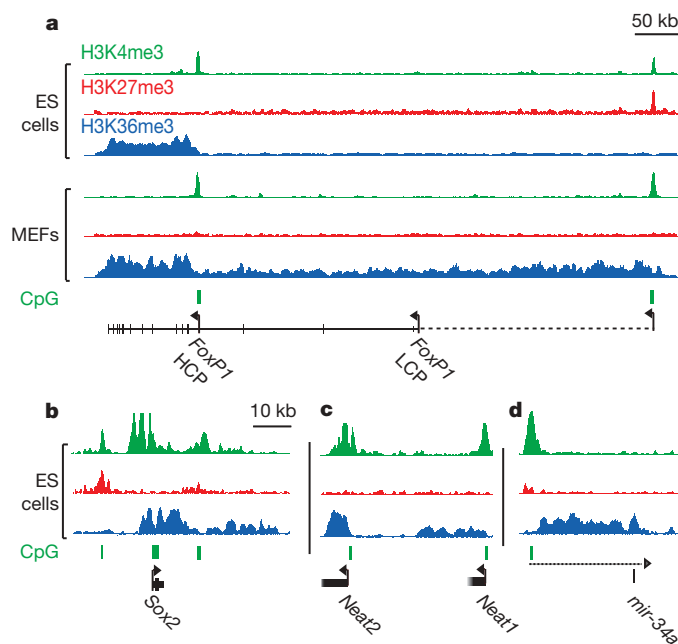 a
50 kb
H3K4me3
H3K27me3
H3K36me3
ES
cells
MEFs
CpG
FoxP1
HCP
FoxP1
LCP
b
10 kb
c
d
ES
cells
CpG
Sox2
Neat2
Neat1
mir-34a